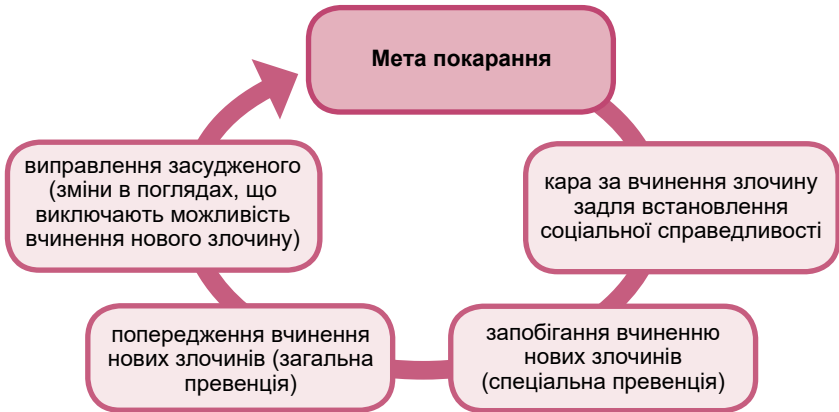 Мета покарання
кара за вчинення злочину
задля встановлення
соціальної справедливості
запобігання вчиненню
нових злочинів
(спеціальна превенція)
попередження вчинення
нових злочинів (загальна
превенція)
виправлення засудженого
(зміни в поглядах, що
виключають можливість
вчинення нового злочину)